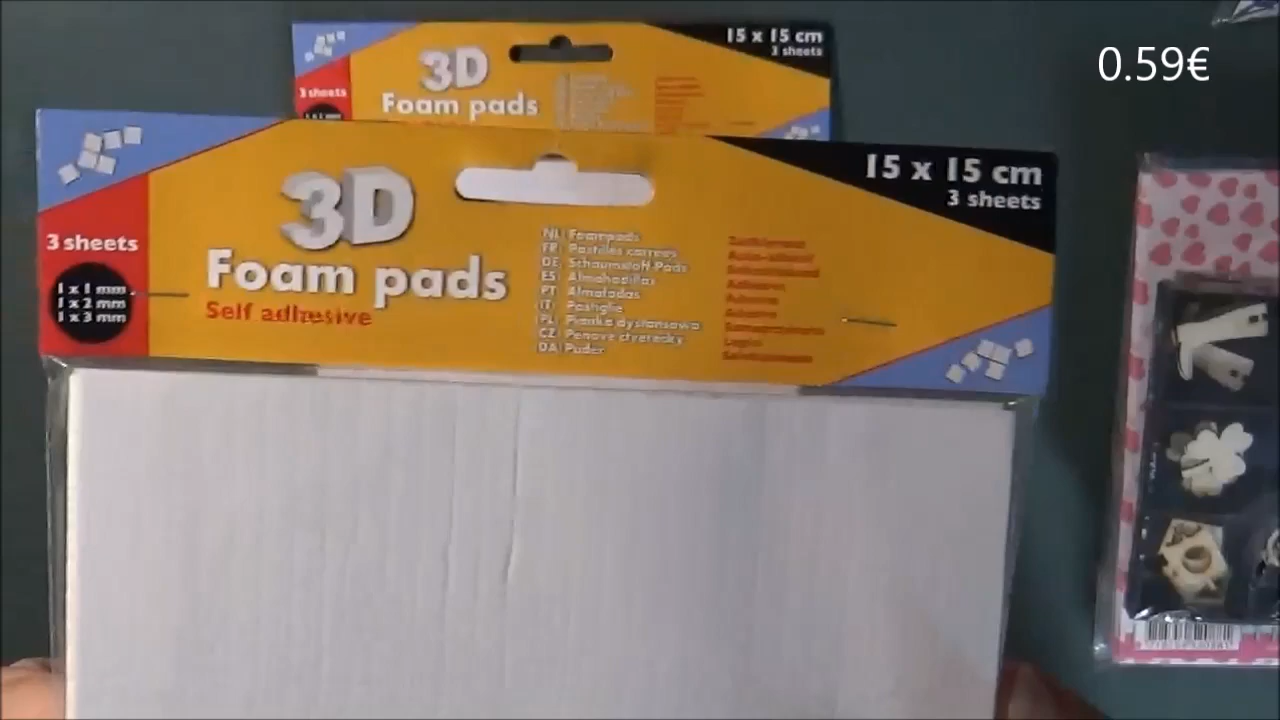 0.59€
15 x 15 cm
3 sheets
3D
Foam pads
3 sheets
15 x 15 cm
3 sheets
3D
Foam pads
Self adhesive
3 sheets
1 x 1 mm
1 x 2 mm
1 x 3 mm
NL Foampads
FR Pastilles carrées
DE Schaumstoff-Pads
ES Almohadillas
PT Almofadas
IT Pastiglie
PL Pianka dystansowa
CZ Penové ctverecky
DA Puder